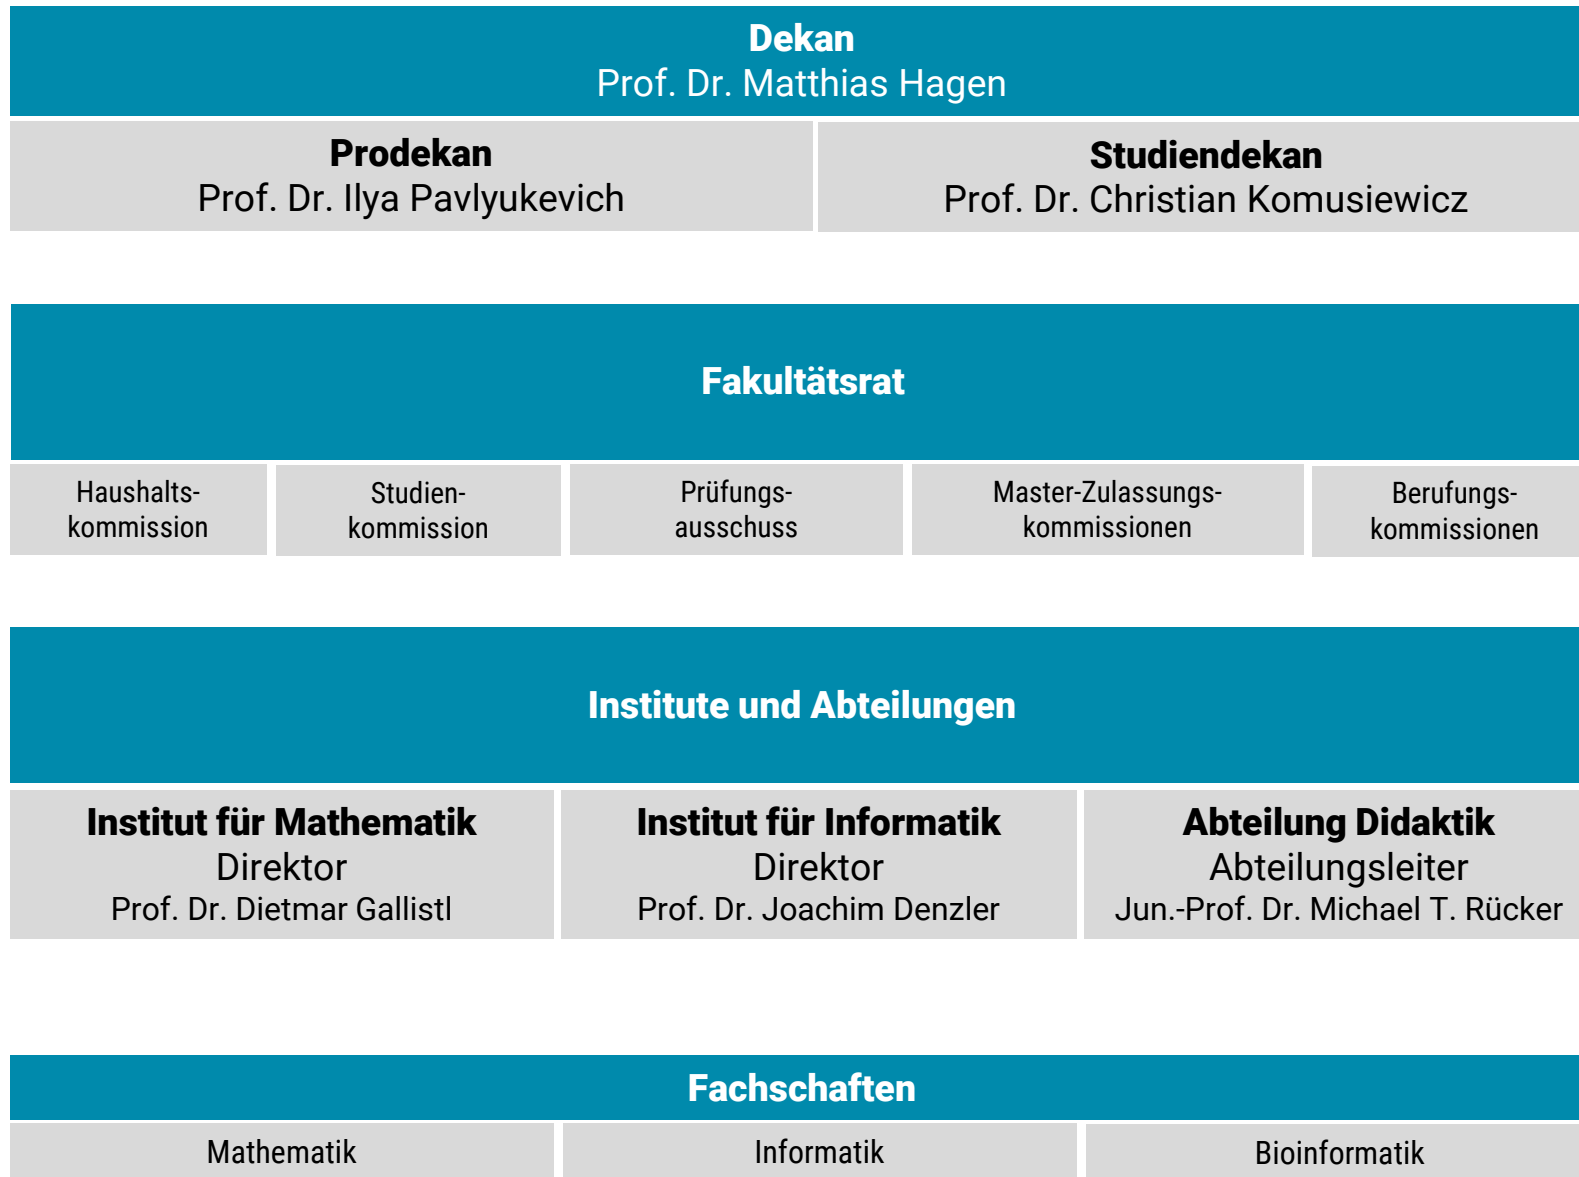 Dekan
Prof. Dr. Matthias Hagen
Prodekan
Prof. Dr. Ilya Pavlyukevich
Studiendekan
Prof. Dr. Christian Komusiewicz
Fakultätsrat
Haushalts-
kommission
Studien-
kommission
Prüfungs-
ausschuss
Master-Zulassungs-
kommissionen
Berufungs-
kommissionen
Institute und Abteilungen
Institut für Mathematik
Direktor
Prof. Dr. Dietmar Gallistl
Institut für Informatik
Direktor
Prof. Dr. Joachim Denzler
Abteilung Didaktik
Abteilungsleiter
Jun.-Prof. Dr. Michael T. Rücker
Fachschaften
Mathematik
Informatik
Bioinformatik